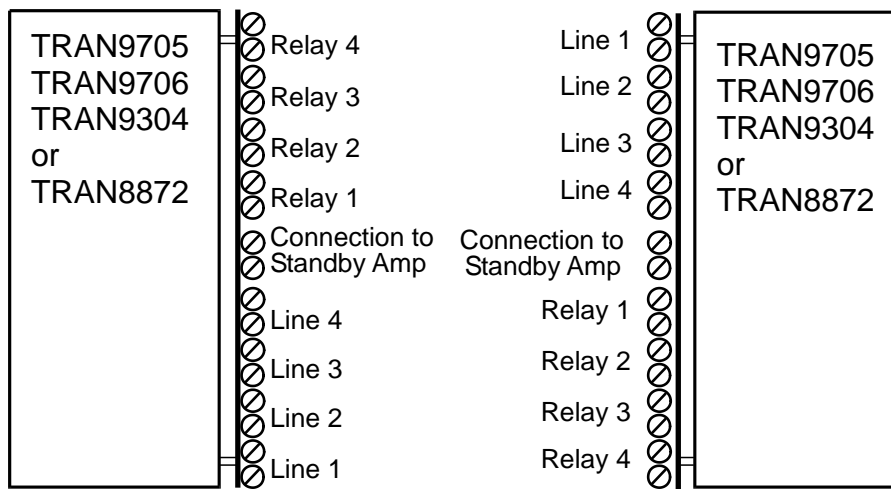 TRAN9705
TRAN9706
TRAN9304
or
TRAN8872
Relay 4
Relay 3
Relay 2
Relay 1
Connection to
Standby Amp
Line 4
Line 3
Line 2
Line 1
Line 1
Line 2
Line 3
Line 4
Connection to
Standby Amp
Relay 1
Relay 2
Relay 3
Relay 4
TRAN9705
TRAN9706
TRAN9304
or
TRAN8872